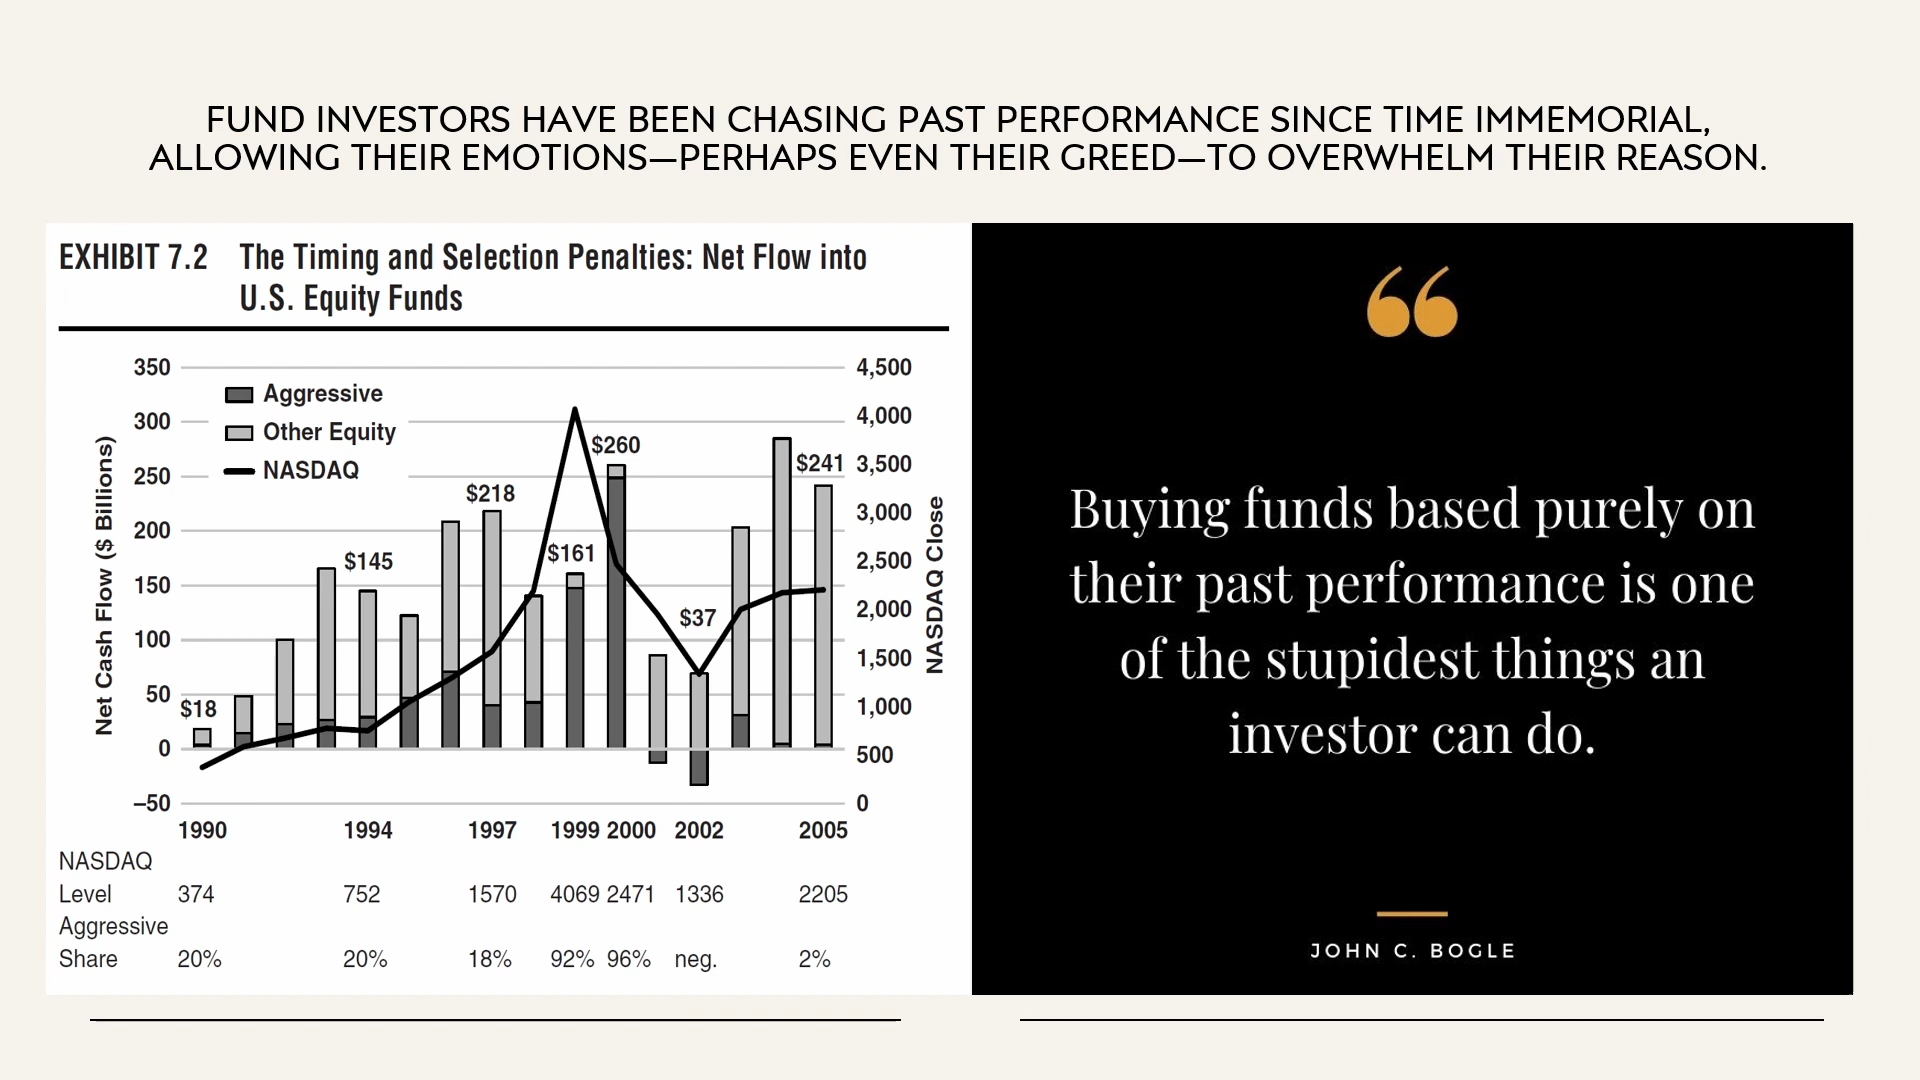 FUND INVESTORS HAVE BEEN CHASING PAST PERFORMANCE SINCE TIME IMMEMORIAL,
ALLOWING THEIR EMOTIONS—PERHAPS EVEN THEIR GREED—TO OVERWHELM THEIR REASON.
EXHIBIT 7.2 The Timing and Selection Penalties: Net Flow into
U.S. Equity Funds
Net Cash Flow ($ Billions)
350
300
250
200
150
100
50
0
–50
Aggressive
Other Equity
NASDAQ
$18
$145
$218
$161
$260
$37
$241
4,500
4,000
3,500
3,000
2,500
2,000
1,500
1,000
500
0
NASDAQ Close
1990 1994 1997 1999 2000 2002 2005
NASDAQ
Level 374 752 1570 4069 2471 1336 2205
Aggressive
Share 20% 20% 18% 92% 96% neg. 2%
“
Buying funds based purely on
their past performance is one
of the stupidest things an
investor can do.
JOHN C. BOGLE